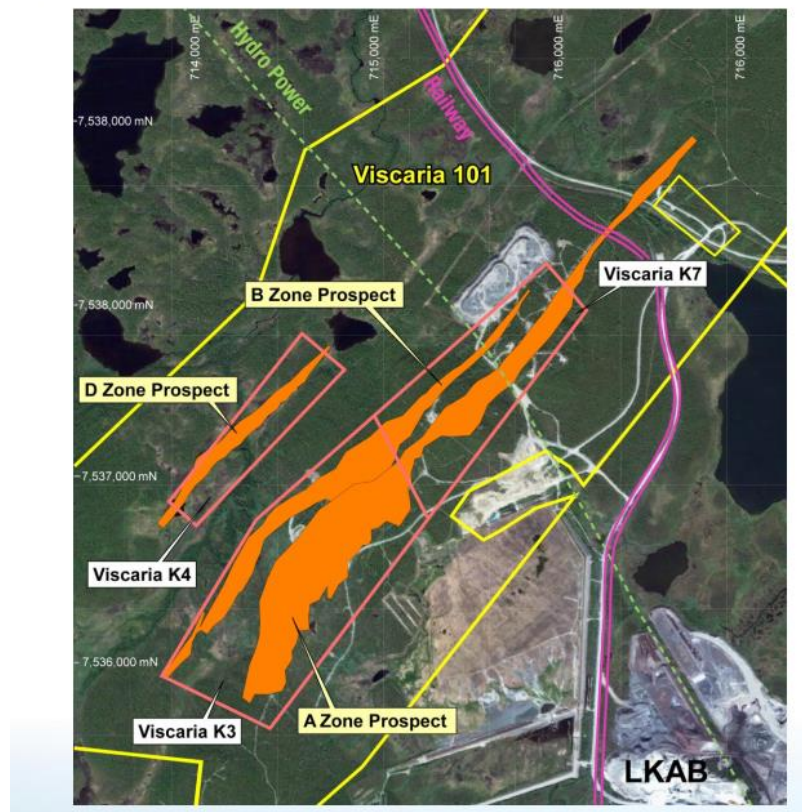 714,000 mE
715,000 mE
716,000 mE
716,000 mE
Hydro Power
Railway
7,538,000 mN
Viscaria 101
Viscaria K7
B Zone Prospect
7,538,000 mN
D Zone Prospect
7,537,000 mN
Viscaria K4
7,536,000 mN
Viscaria K3
A Zone Prospect
LKAB